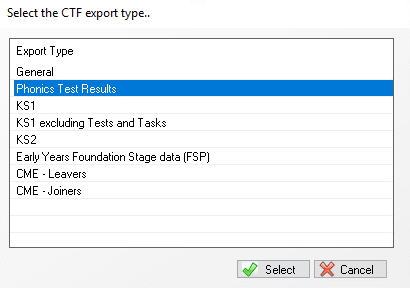 Select the CTF export type..
Export Type
General
Phonics Test Results
KS1
KS1 excluding Tests and Tasks
KS2
Early Years Foundation Stage data (FSP)
CME - Leavers
CME - Joiners
Select
Cancel